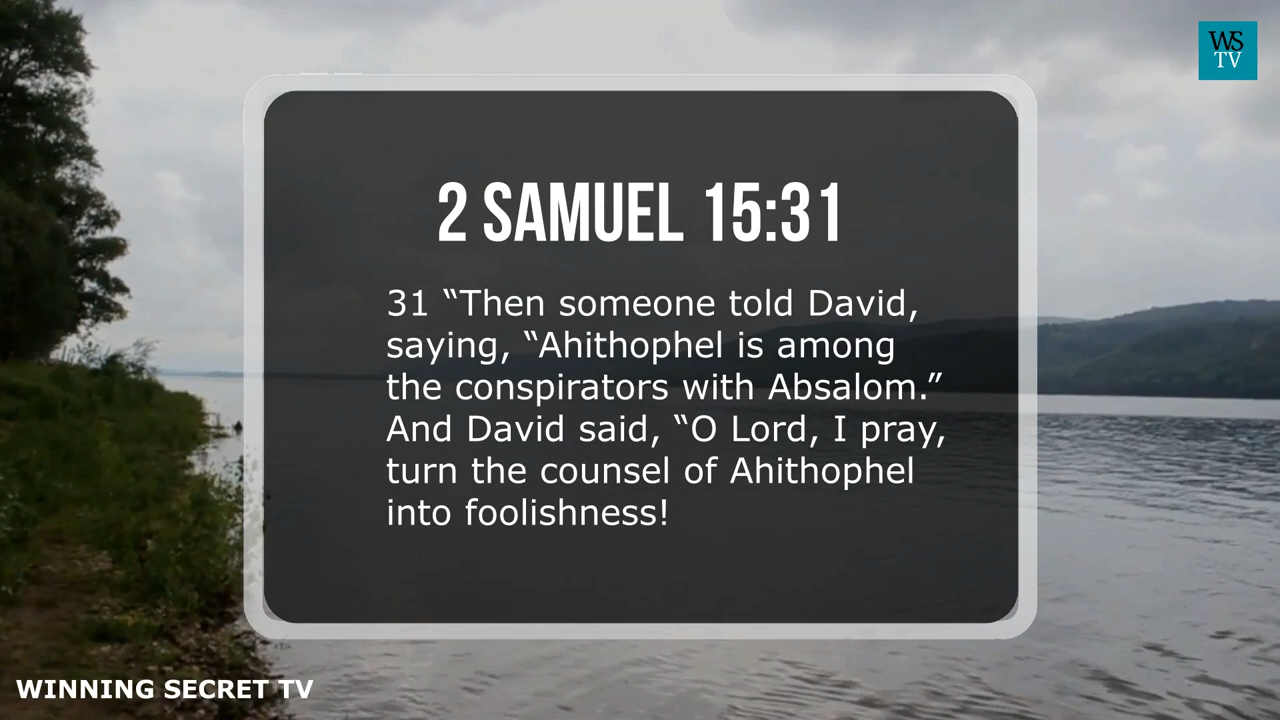 WS
TV
2 SAMUEL 15:31
31 “Then someone told David,
saying, “Ahithophel is among
the conspirators with Absalom.”
And David said, “O Lord, I pray,
turn the counsel of Ahithophel
into foolishness!
WINNING SECRET TV